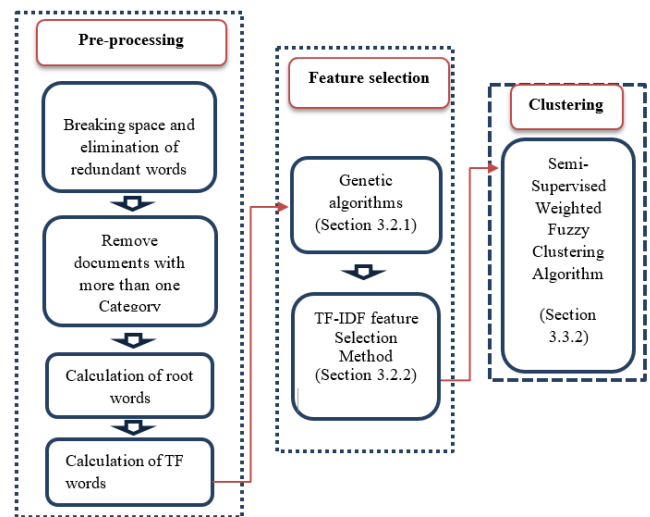 Pre-processing
Breaking space and
elimination of
redundant words
Remove
documents with
more than one
Category
Calculation of root
words
Calculation of TF
words
Feature selection
Genetic
algorithms
(Section 3.2.1)
TF-IDF feature
Selection
Method
(Section 3.2.2)
Clustering
Semi-
Supervised
Weighted
Fuzzy
Clustering
Algorithm
(Section
3.3.2)